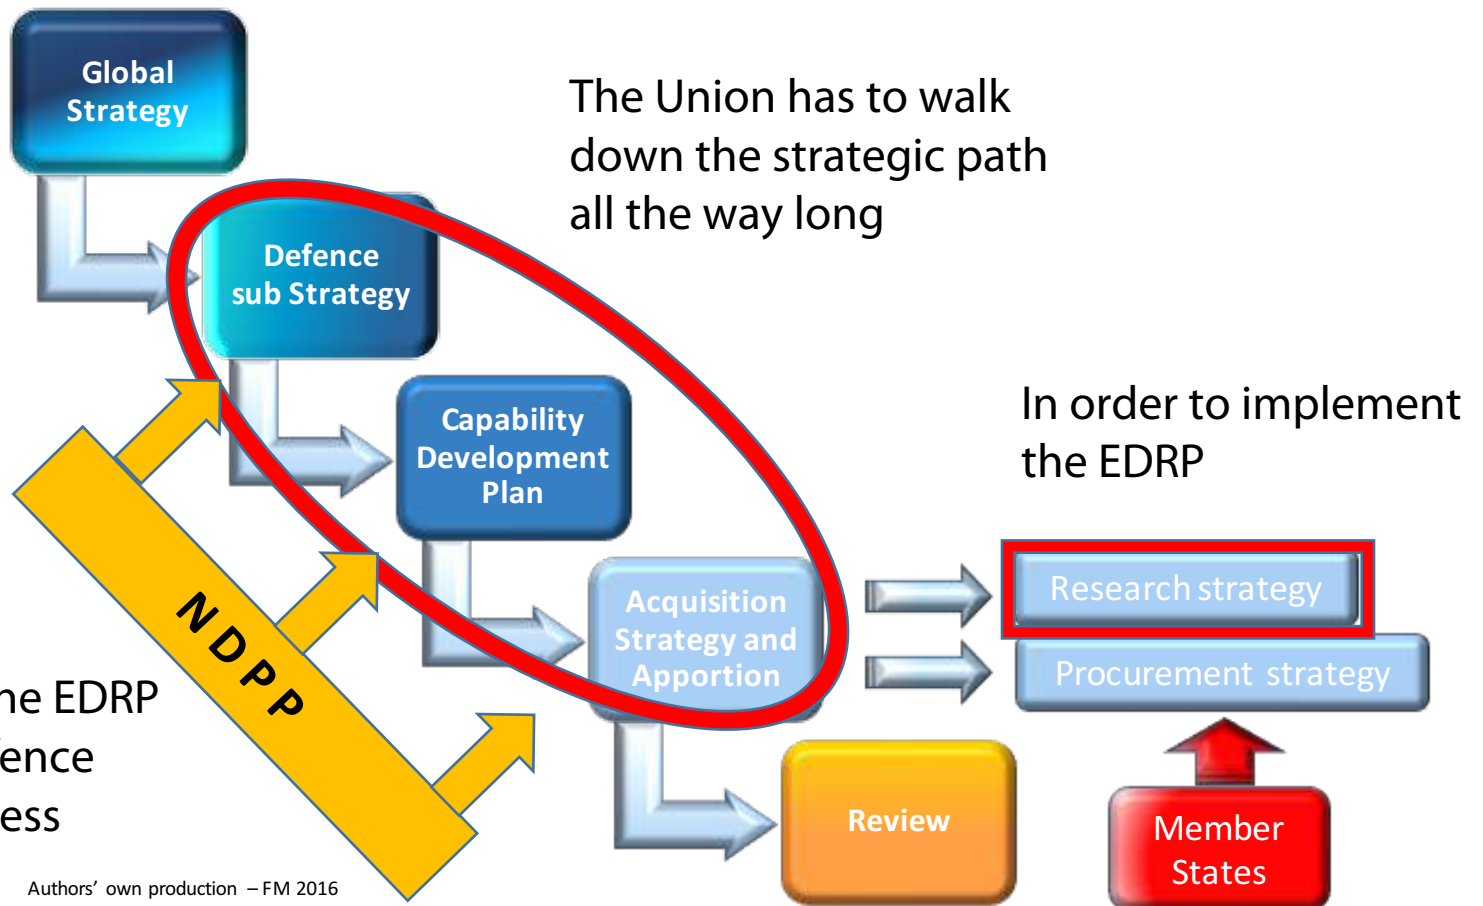 Global
Strategy
The Union has to walk
down the strategic path
all the way long
Defence
sub Strategy
In order to implement
the EDRP
Capability
Development
Plan
Research strategy
Acquisition
Strategy and
Apportion
Procurement strategy
NDPP
he EDRP
fence
ess
Review
Member
States
Authors' own production – FM 2016